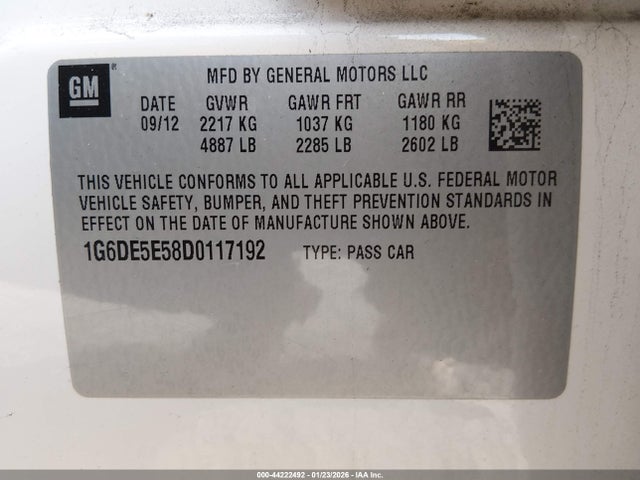 GM ®
MFD BY GENERAL MOTORS LLC
DATE GVWR GAWR FRT GAWR RR
09/12 2217 KG 1037 KG 1180 KG
4887 LB 2285 LB 2602 LB
THIS VEHICLE CONFORMS TO ALL APPLICABLE U.S. FEDERAL MOTOR
VEHICLE SAFETY, BUMPER, AND THEFT PREVENTION STANDARDS IN
EFFECT ON THE DATE OF MANUFACTURE SHOWN ABOVE.
1G6DE5E58D0117192 TYPE: PASS CAR
000-44222492 - 01/23/2026 - IAA Inc.